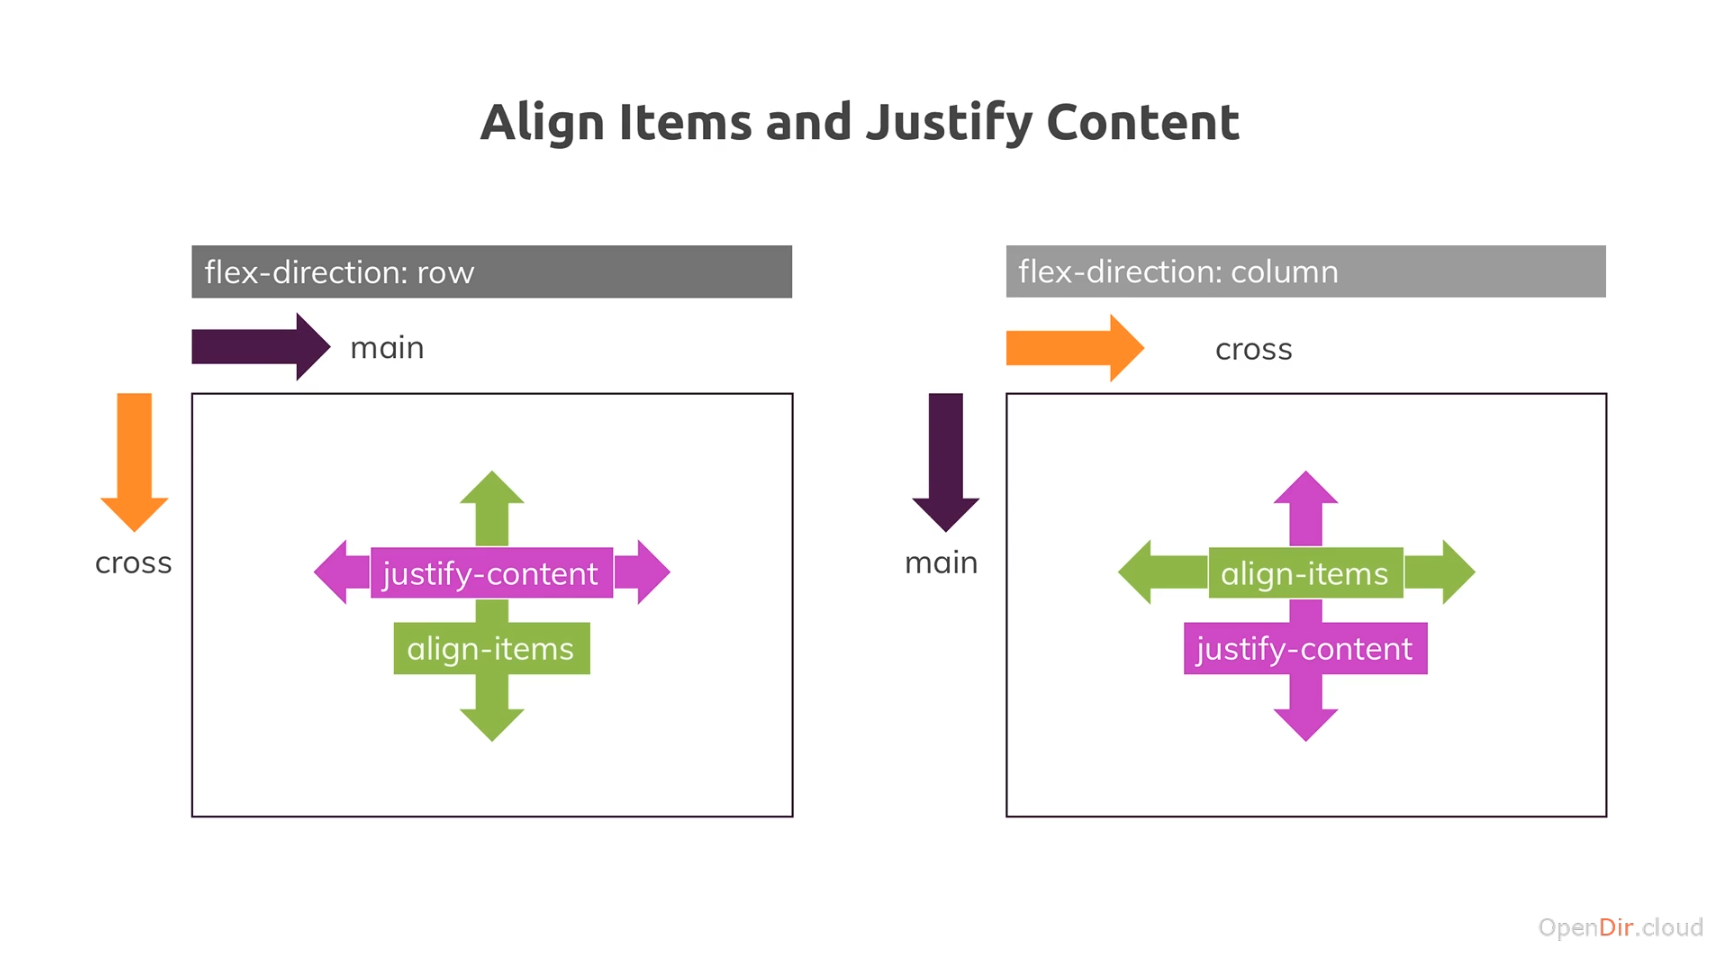 Align Items and Justify Content
flex-direction: row
main
cross
justify-content
align-items
flex-direction: column
cross
main
align-items
justify-content
OpenDir.cloud